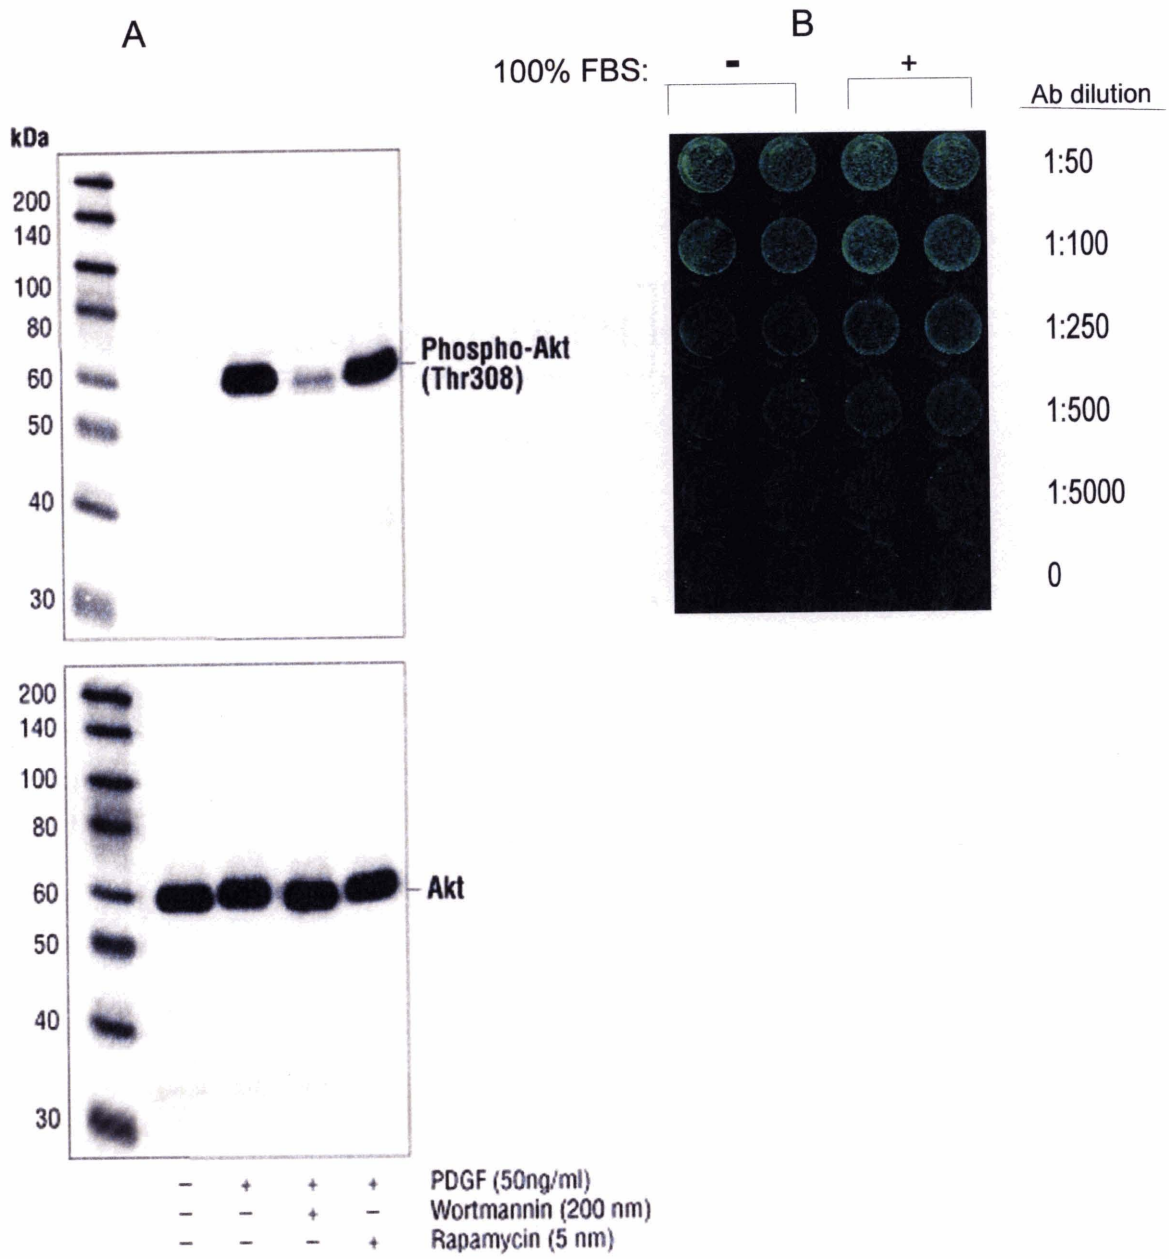 A
B
100% FBS: - +
Ab dilution
kDa
200
140
100
80
60
50
40
30
Phospho-Akt
(Thr308)
1:50
1:100
1:250
1:500
1:5000
0
200
140
100
80
60
50
40
30
Akt
- + + + PDGF (50ng/ml)
- - + - Wortmannin (200 nm)
- - - + Rapamycin (5 nm)